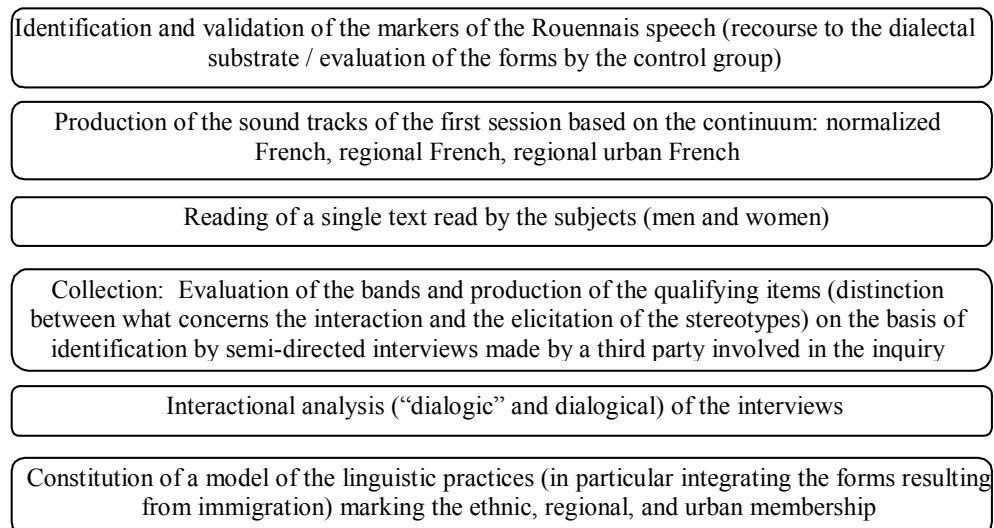 Identification and validation of the markers of the Rouennais speech (recourse to the dialectal
substrate / evaluation of the forms by the control group)
Production of the sound tracks of the first session based on the continuum: normalized
French, regional French, regional urban French
Reading of a single text read by the subjects (men and women)
Collection:  Evaluation of the bands and production of the qualifying items (distinction
between what concerns the interaction and the elicitation of the stereotypes) on the basis of
identification by semi-directed interviews made by a third party involved in the inquiry
Interactional analysis (“dialogic” and dialogical) of the interviews
Constitution of a model of the linguistic practices (in particular integrating the forms resulting
from immigration) marking the ethnic, regional, and urban membership